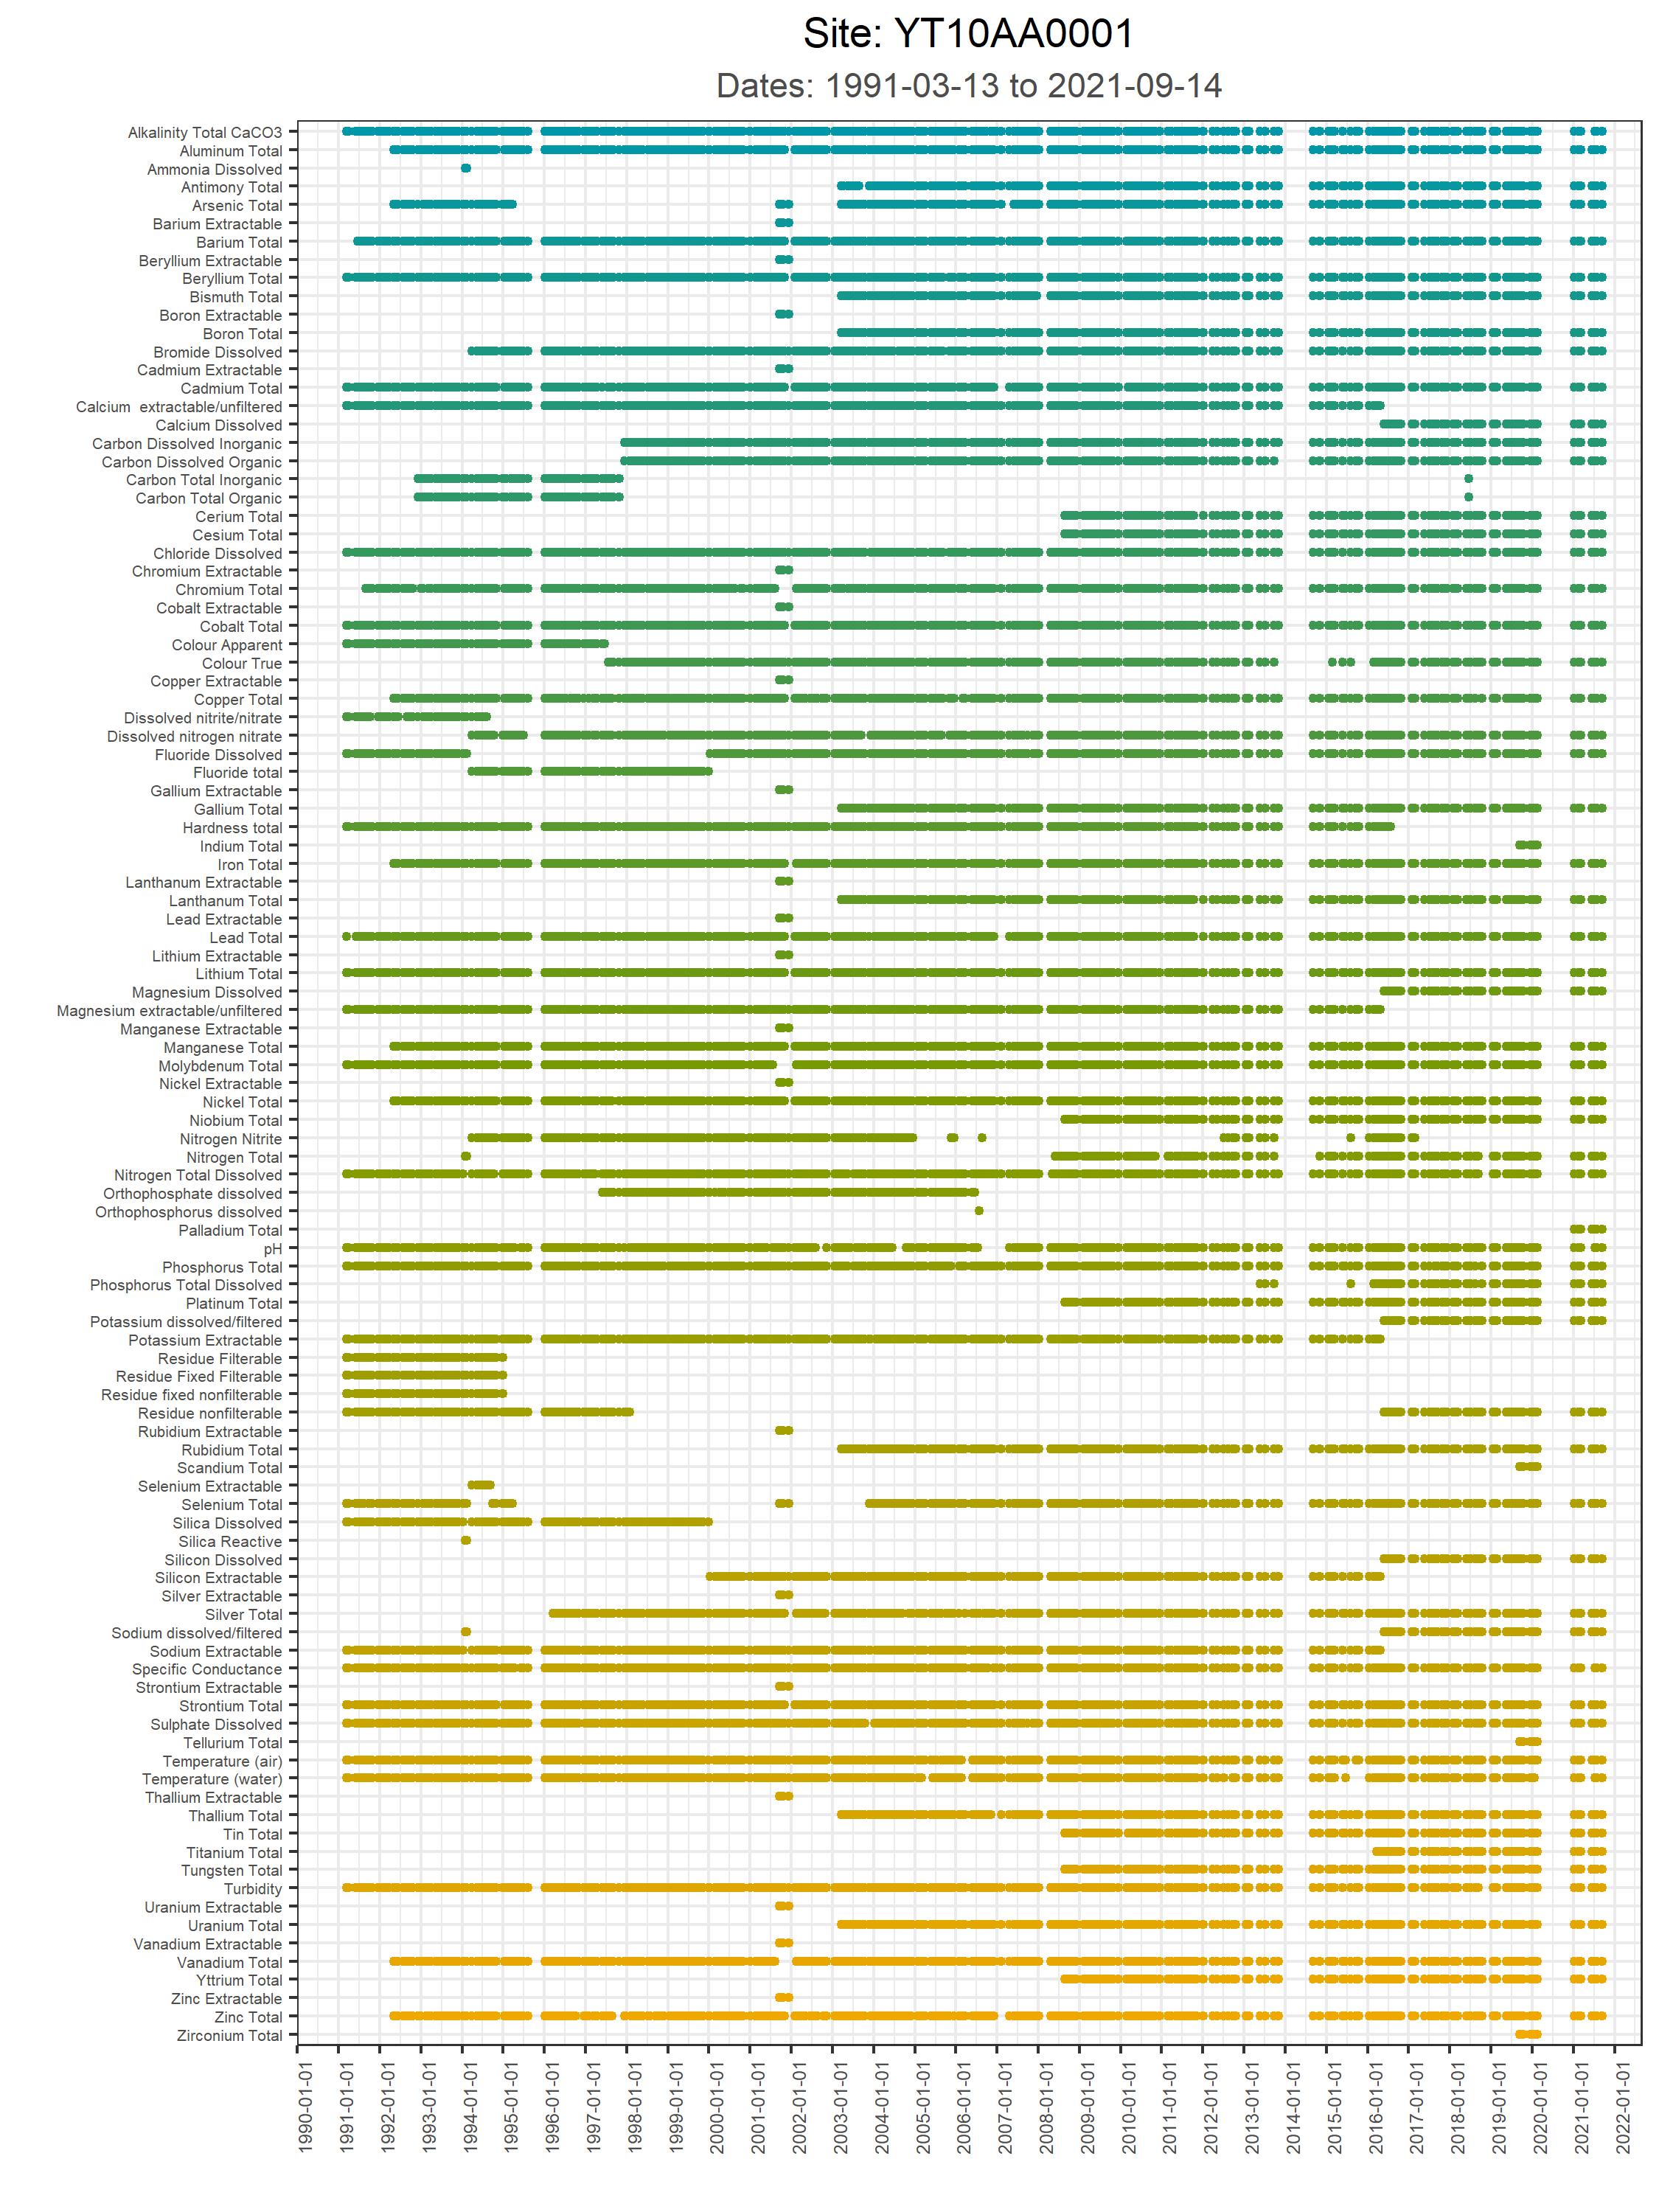 Site: YT10AA0001
Dates: 1991-03-13 to 2021-09-14
Alkalinity Total CaCO3
Aluminum Total
Ammonia Dissolved
Antimony Total
Arsenic Total
Barium Extractable
Barium Total
Beryllium Extractable
Beryllium Total
Bismuth Total
Boron Extractable
Boron Total
Bromide Dissolved
Cadmium Extractable
Cadmium Total
Calcium  extractable/unfiltered
Calcium Dissolved
Carbon Dissolved Inorganic
Carbon Dissolved Organic
Carbon Total Inorganic
Carbon Total Organic
Cerium Total
Cesium Total
Chloride Dissolved
Chromium Extractable
Chromium Total
Cobalt Extractable
Cobalt Total
Colour Apparent
Colour True
Copper Extractable
Copper Total
Dissolved nitrite/nitrate
Dissolved nitrogen nitrate
Fluoride Dissolved
Fluoride total
Gallium Extractable
Gallium Total
Hardness total
Indium Total
Iron Total
Lanthanum Extractable
Lanthanum Total
Lead Extractable
Lead Total
Lithium Extractable
Lithium Total
Magnesium Dissolved
Magnesium extractable/unfiltered
Manganese Extractable
Manganese Total
Molybdenum Total
Nickel Extractable
Nickel Total
Niobium Total
Nitrogen Nitrite
Nitrogen Total
Nitrogen Total Dissolved
Orthophosphate dissolved
Orthophosphorus dissolved
Palladium Total
pH
Phosphorus Total
Phosphorus Total Dissolved
Platinum Total
Potassium dissolved/filtered
Potassium Extractable
Residue Filterable
Residue Fixed Filterable
Residue fixed nonfilterable
Residue nonfilterable
Rubidium Extractable
Rubidium Total
Scandium Total
Selenium Extractable
Selenium Total
Silica Dissolved
Silica Reactive
Silicon Dissolved
Silicon Extractable
Silver Extractable
Silver Total
Sodium dissolved/filtered
Sodium Extractable
Specific Conductance
Strontium Extractable
Strontium Total
Sulphate Dissolved
Tellurium Total
Temperature (air)
Temperature (water)
Thallium Extractable
Thallium Total
Tin Total
Titanium Total
Tungsten Total
Turbidity
Uranium Extractable
Uranium Total
Vanadium Extractable
Vanadium Total
Yttrium Total
Zinc Extractable
Zinc Total
Zirconium Total
1990-01-01
1991-01-01
1992-01-01
1993-01-01
1994-01-01
1995-01-01
1996-01-01
1997-01-01
1998-01-01
1999-01-01
2000-01-01
2001-01-01
2002-01-01
2003-01-01
2004-01-01
2005-01-01
2006-01-01
2007-01-01
2008-01-01
2009-01-01
2010-01-01
2011-01-01
2012-01-01
2013-01-01
2014-01-01
2015-01-01
2016-01-01
2017-01-01
2018-01-01
2019-01-01
2020-01-01
2021-01-01
2022-01-01